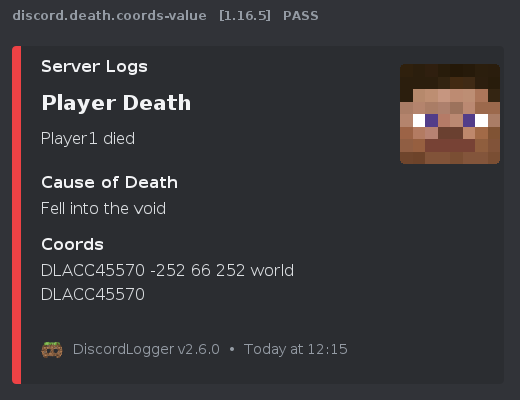 discord.death.coords-value [1.16.5] PASS
Server Logs
Player Death
Player1 died
Cause of Death
Fell into the void
Coords
DLACC45570 -252 66 252 world
DLACC45570
DiscordLogger v2.6.0 • Today at 12:15